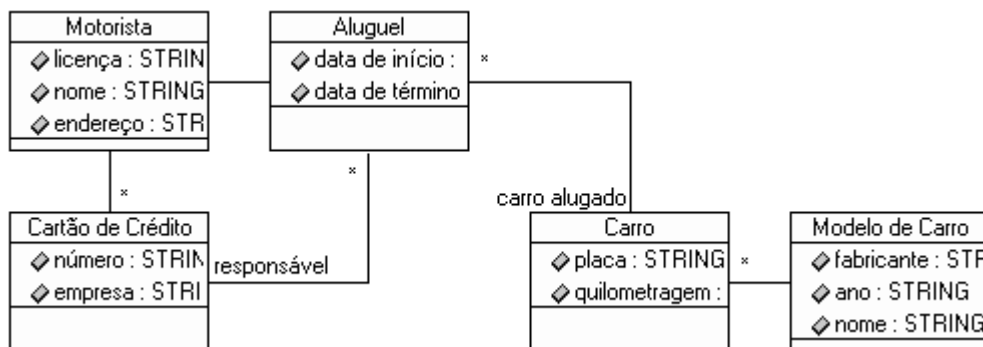 Motorista
licença : STRIN
nome : STRING
endereço : STR
Aluguel
data de início :
data de término
*
*
*
carro alugado
Cartão de Crédito
número : STRIN
empresa : STRI
responsável
Carro
placa : STRING
quilometragem :
*
Modelo de Carro
fabricante : STR
ano : STRING
nome : STRING